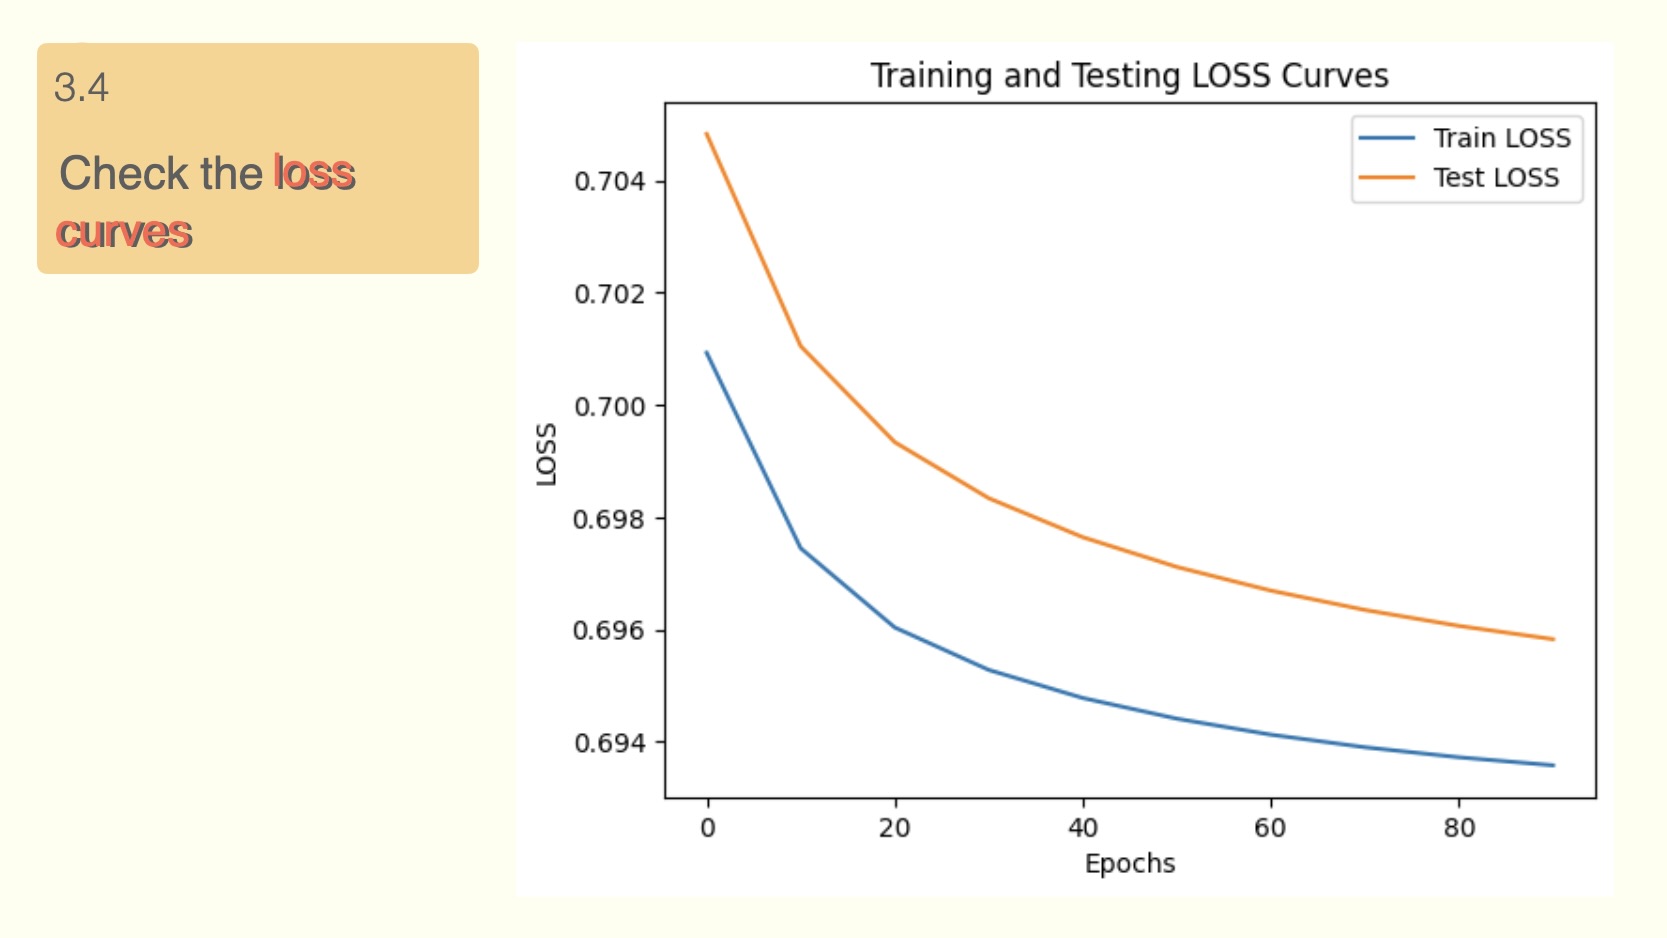 3.4
Check the loss
curves
Training and Testing LOSS Curves
Train LOSS
Test LOSS
0.704
0.702
0.700
0.698
0.696
0.694
LOSS
0 20 40 60 80
Epochs